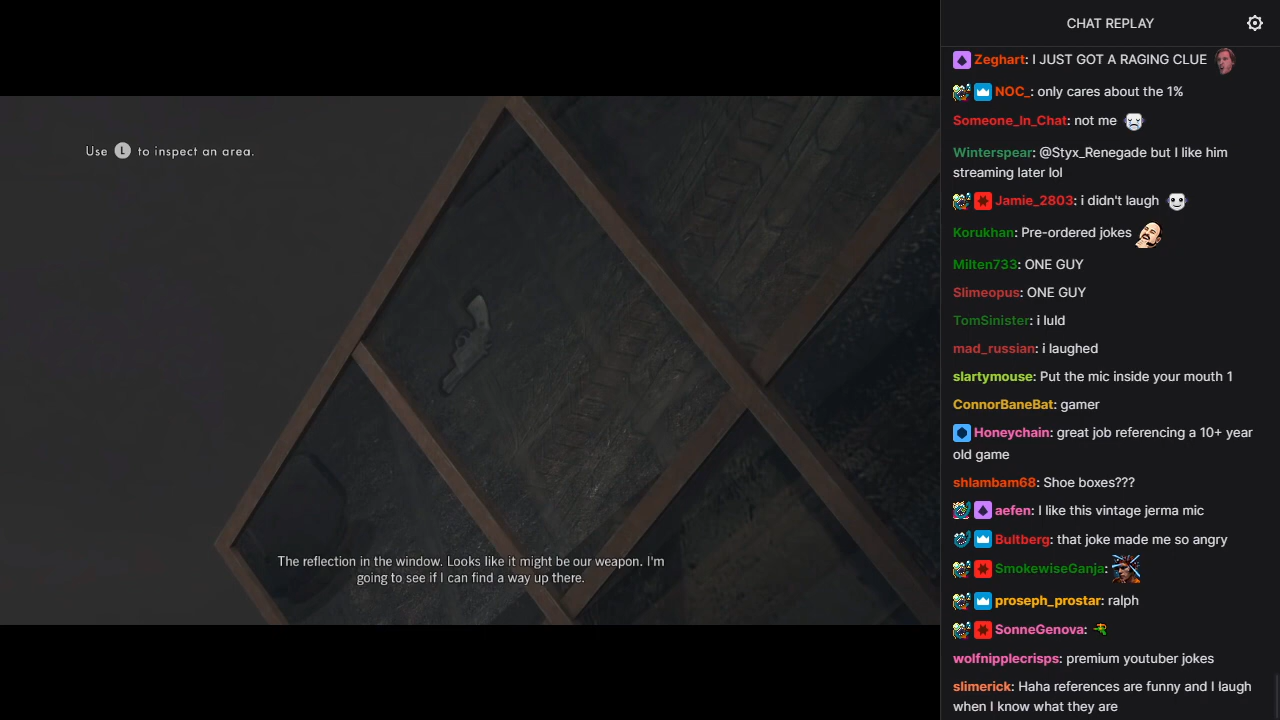 Use L to inspect an area.
The reflection in the window. Looks like it might be our weapon. I'm
going to see if I can find a way up there.
CHAT REPLAY
Zeghart: I JUST GOT A RAGING CLUE
NOC_: only cares about the 1%
Someone_In_Chat: not me
Winterspear: @Styx_Renegade but I like him
streaming later lol
Jamie_2803: i didn't laugh
Korukhan: Pre-ordered jokes
Milten733: ONE GUY
Slimeopus: ONE GUY
TomSinister: i luld
mad_russian: i laughed
slartymouse: Put the mic inside your mouth 1
ConnorBaneBat: gamer
Honeychain: great job referencing a 10+ year
old game
shlambam68: Shoe boxes???
aefen: I like this vintage jerma mic
Bultberg: that joke made me so angry
SmokewiseGanja:
proseph_prostar: ralph
SonneGenova:
wolfnipplecrisps: premium youtuber jokes
slimerick: Haha references are funny and I laugh
when I know what they are